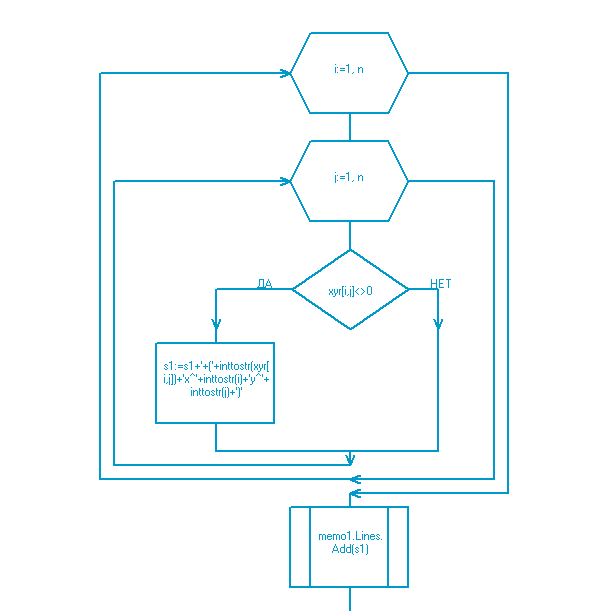 i:=1, n
j:=1, n
ДА
НЕТ
xyr[i,j]<>0
s1:=s1+'+('+inttostr(xyr[
i,j])+'x^'+inttostr(i)+'y^'+
inttostr(j)+')'
memo1.Lines.
Add(s1)